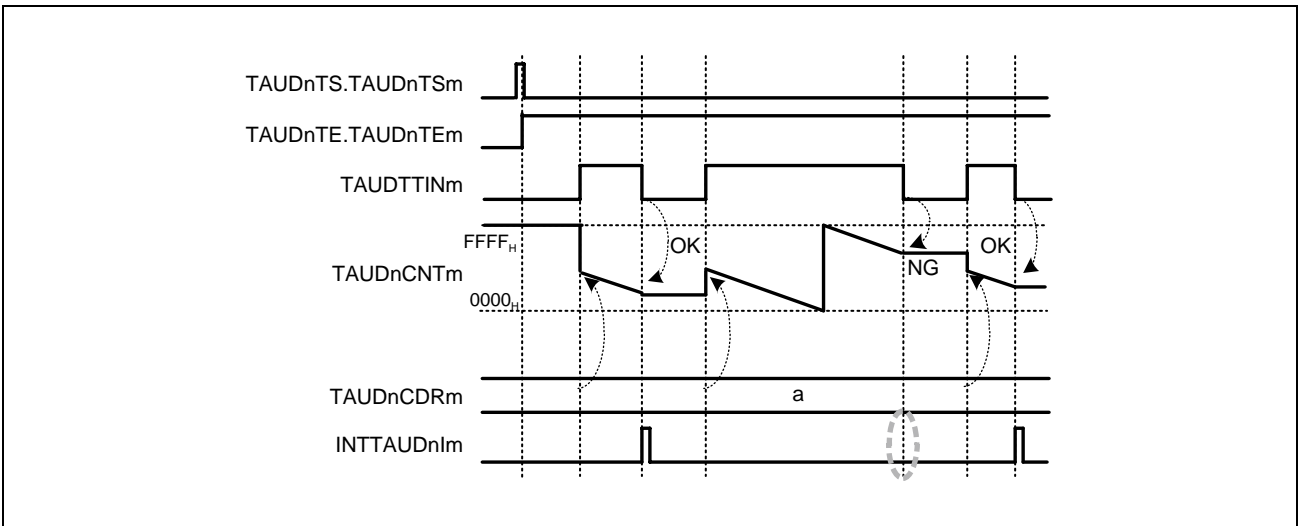 TAUDnTS.TAUDnTSm
TAUDnTE.TAUDnTEm
TAUDTTINm
FFFFH
OK
OK
NG
TAUDnCNTm
0000H
TAUDnCDRm
a
INTTAUDnIm